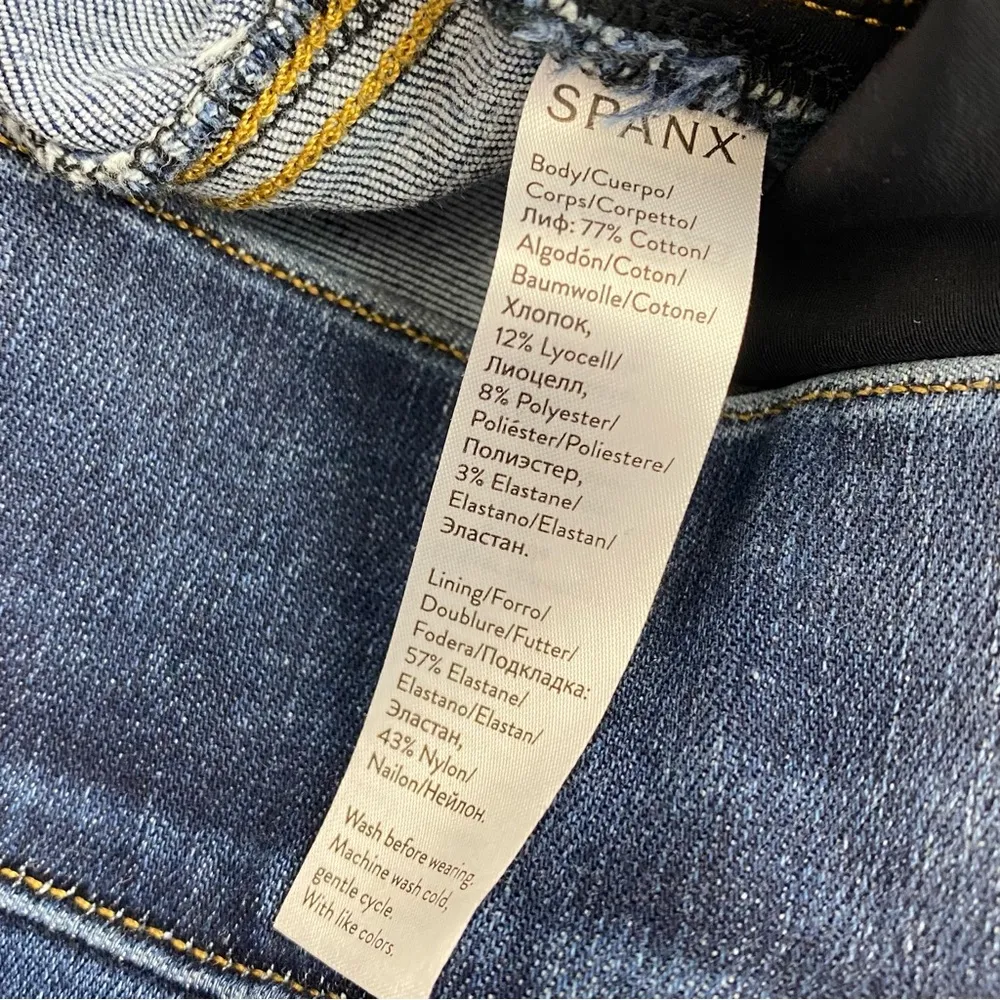 SPANX
Body/Cuerpo/
Corps/Corpetto/
Лиф: 77% Cotton/
Algodón/Coton/
Baumwolle/Cotone/
Хлопок,
12% Lyocell/
Лиоцелл,
8% Polyester/
Poliéster/Poliestere/
Полиэстер,
3% Elastane/
Elastano/Elastan/
Эластан.
Lining/Forro/
Doublure/Futter/
Fodera/Подкладка:
57% Elastane/
Elastano/Elastan/
Эластан,
43% Nylon/
Nailon/Нейлон.
Wash before wearing.
Machine wash cold,
gentle cycle.
With like colors.